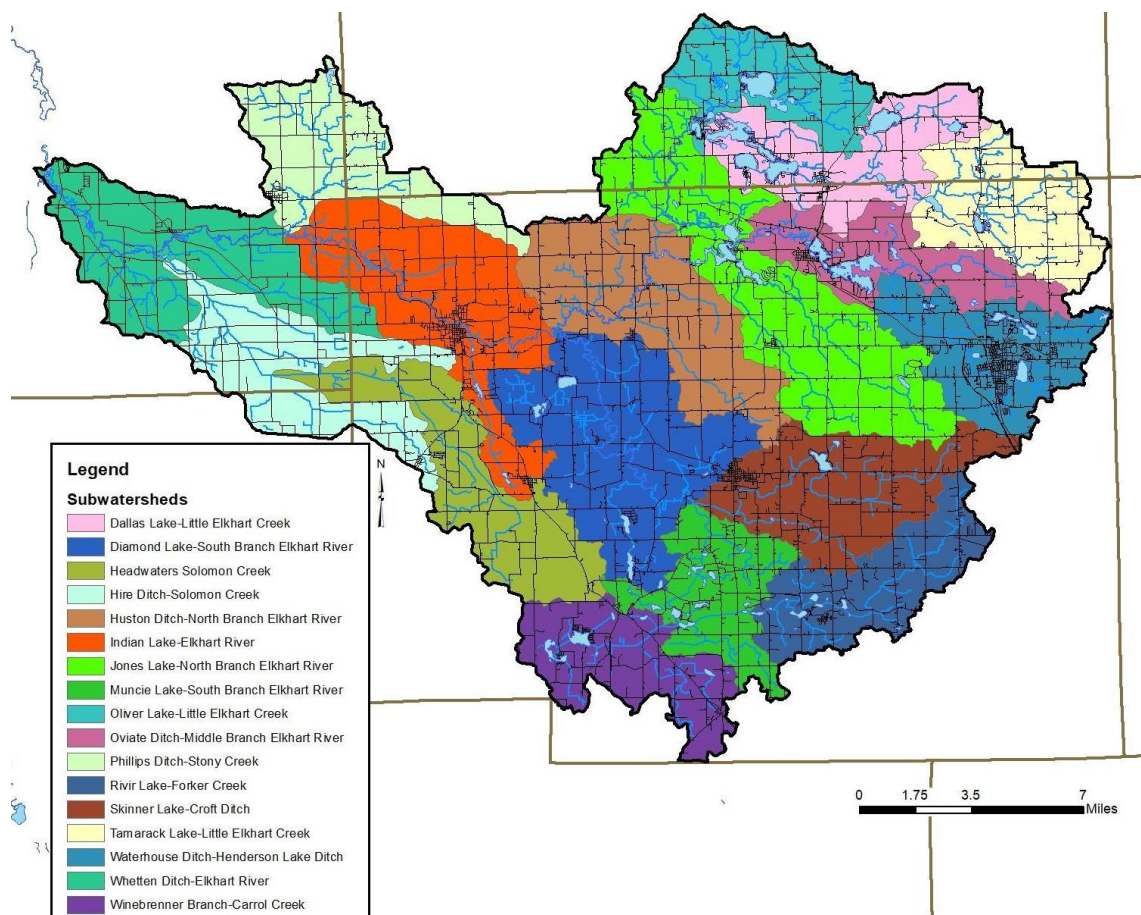 Legend
Subwatersheds
Dallas Lake-Little Elkhart Creek
Diamond Lake-South Branch Elkhart River
Headwaters Solomon Creek
Hire Ditch-Solomon Creek
Huston Ditch-North Branch Elkhart River
Indian Lake-Elkhart River
Jones Lake-North Branch Elkhart River
Muncie Lake-South Branch Elkhart River
Oliver Lake-Little Elkhart Creek
Oviate Ditch-Middle Branch Elkhart River
Phillips Ditch-Stony Creek
Rivir Lake-Forker Creek
Skinner Lake-Croft Ditch
Tamarack Lake-Little Elkhart Creek
Waterhouse Ditch-Henderson Lake Ditch
Whetten Ditch-Elkhart River
Winebrenner Branch-Carrol Creek
N
0 1.75 3.5 7
Miles